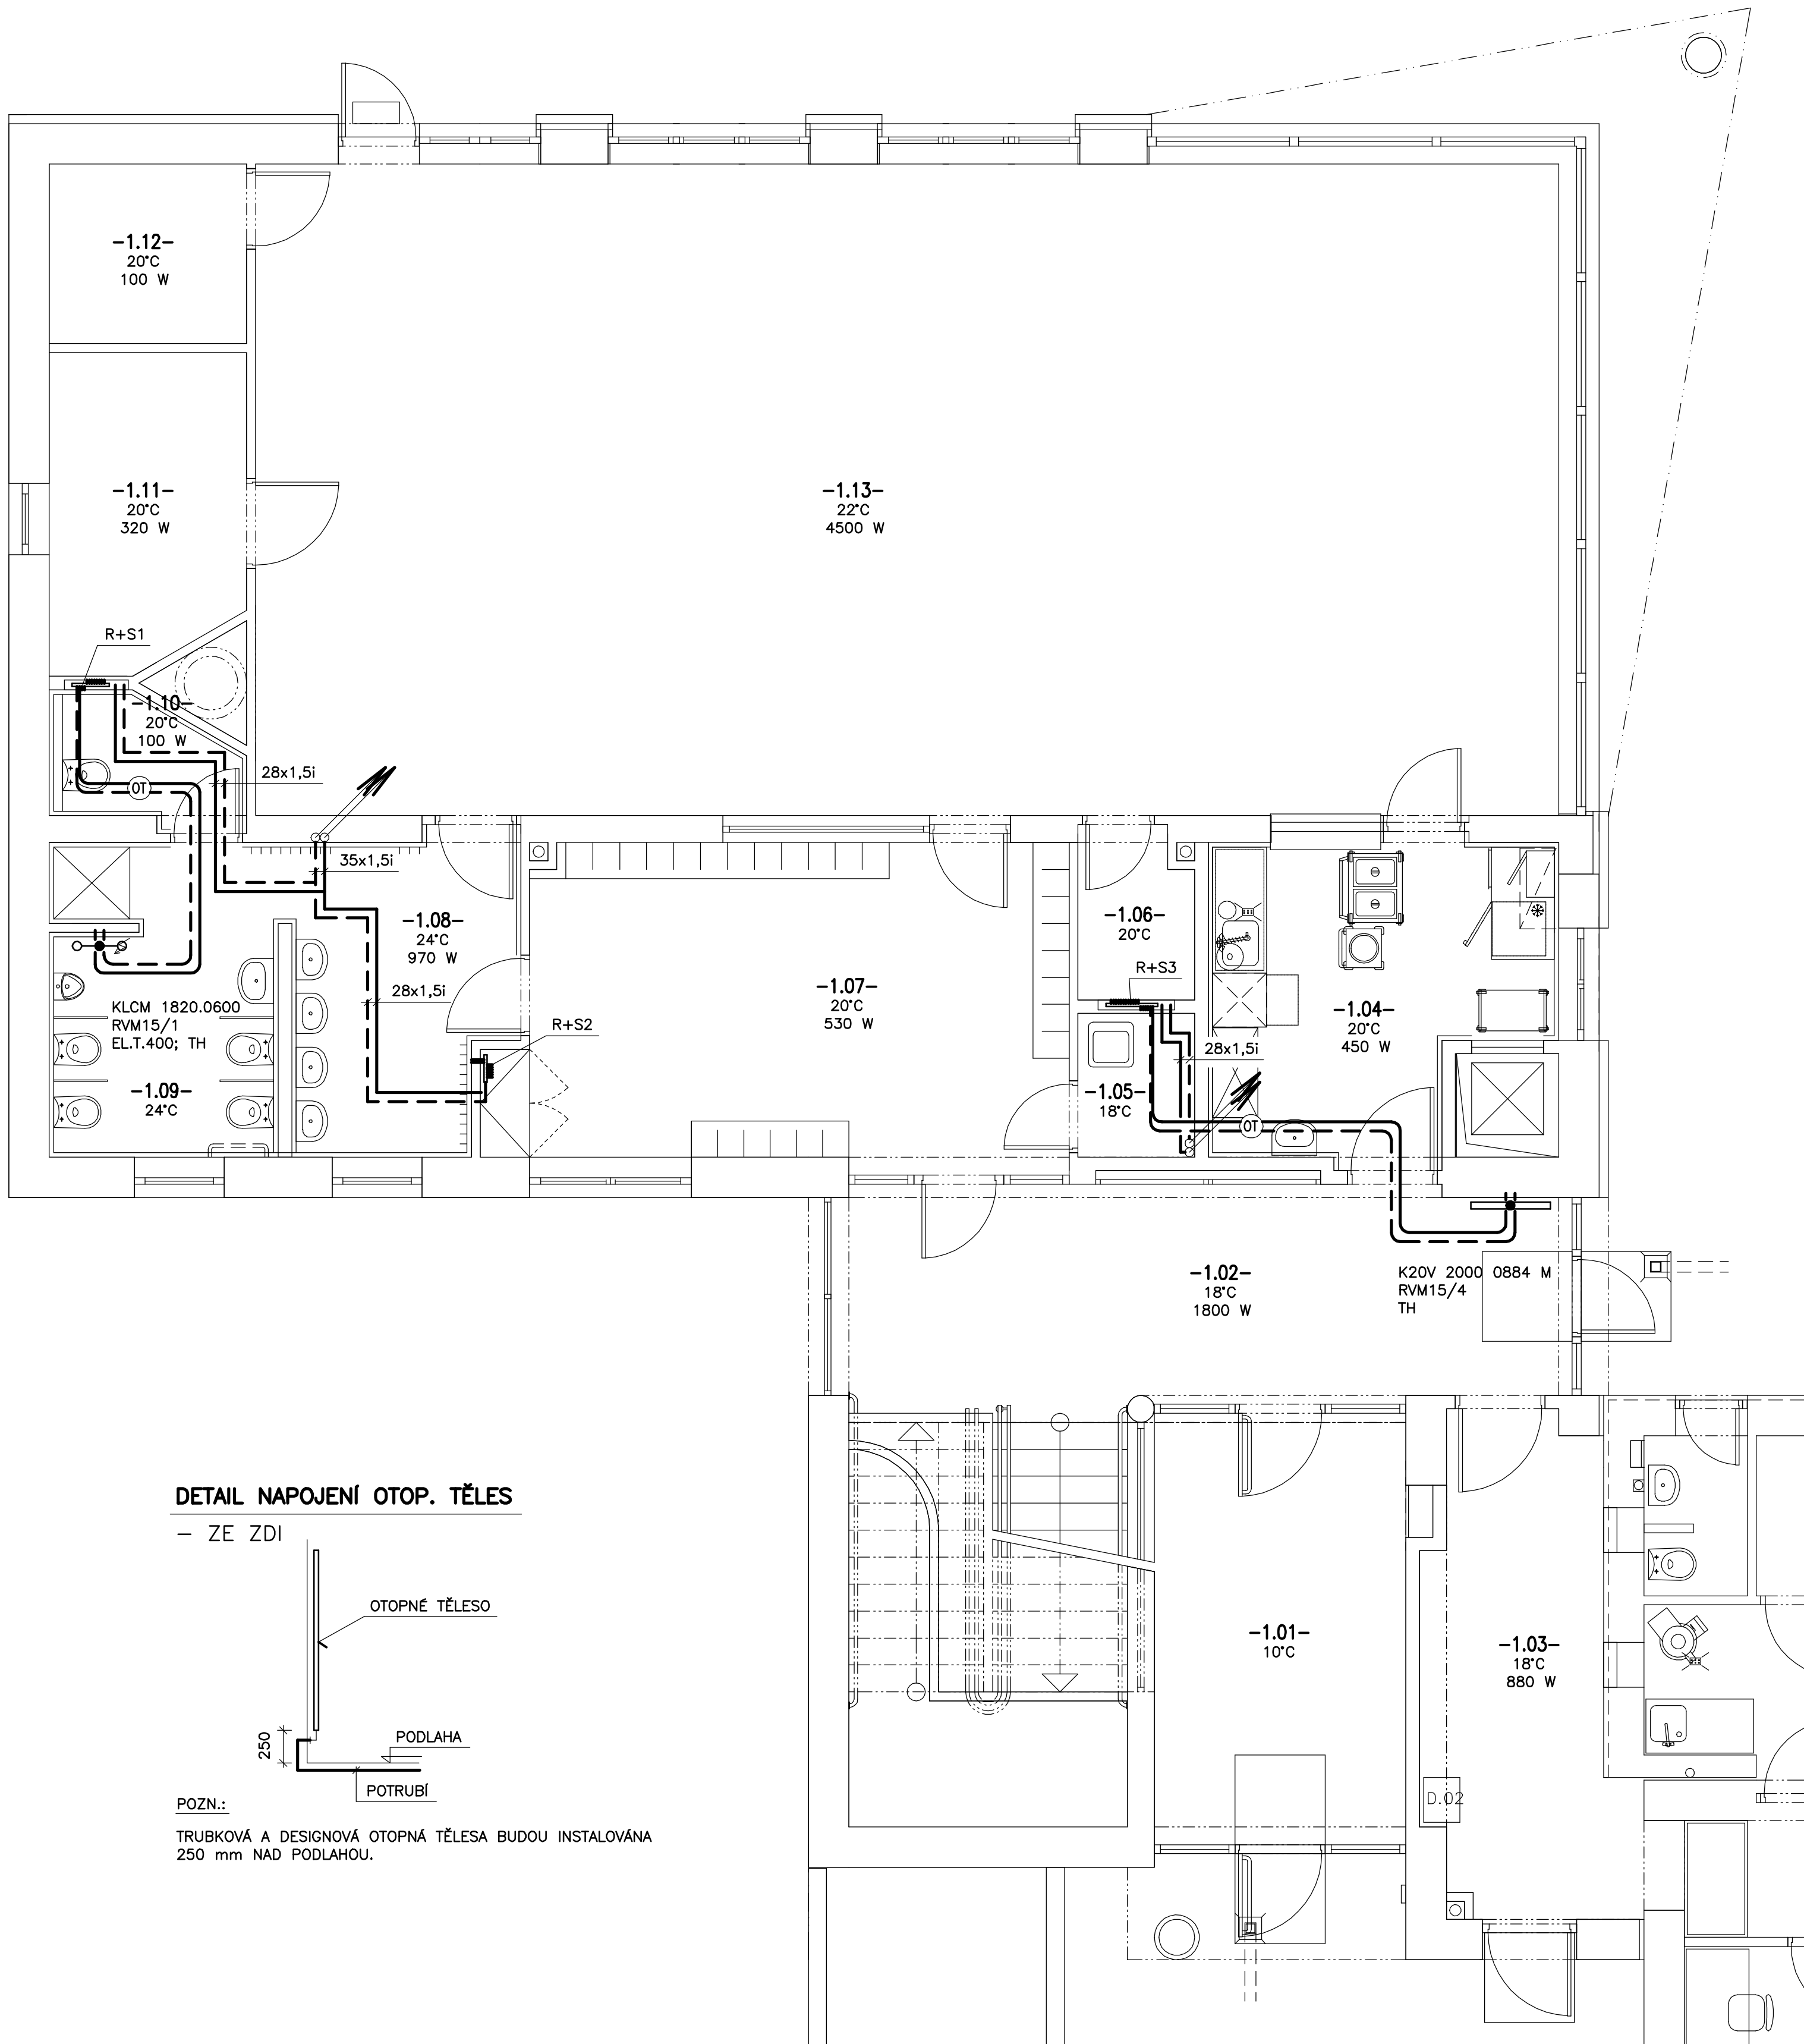 -1.12-
20°C
100 W
-1.11-
20°C
320 W
-1.13-
22°C
4500 W
R+S1
-1.10-
20°C
100 W
OT
28x1,5i
35x1,5i
-1.08-
24°C
970 W
28x1,5i
R+S2
KLCM 1820.0600
RVM15/1
EL.T.400; TH
-1.09-
24°C
-1.07-
20°C
530 W
-1.06-
20°C
R+S3
28x1,5i
-1.05-
18°C
OT
-1.04-
20°C
450 W
-1.02-
18°C
1800 W
K20V 2000 0884 M
RVM15/4
TH
-1.01-
10°C
-1.03-
18°C
880 W
D.02
DETAIL NAPOJENÍ OTOP. TĚLES
- ZE ZDI
OTOPNÉ TĚLESO
250
PODLAHA
POTRUBÍ
POZN.:
TRUBKOVÁ A DESIGNOVÁ OTOPNÁ TĚLESA BUDOU INSTALOVÁNA
250 mm NAD PODLAHOU.